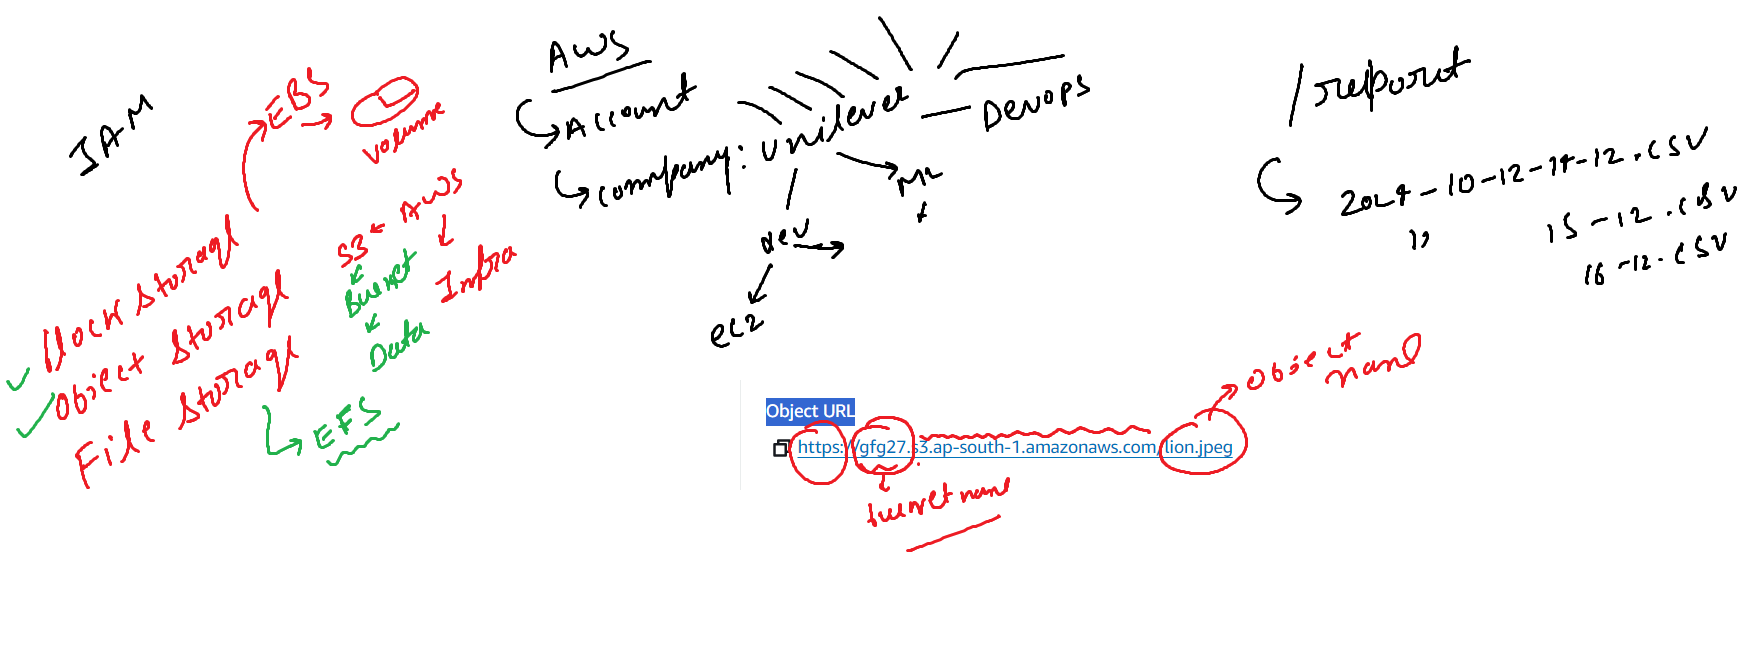 IAM
EBS
volume
Block Storage
Object Storage
File Storage
EFS
S3 AWS
Bucket
Infra
Data
AWS
Account
company: unilever
Devops
ML
dev
EC2
/report
2024-10-12-14-12.csv
15-12.csv
16-12.csv
Object URL
https://gfg27.s3.ap-south-1.amazonaws.com/lion.jpeg
Object
name
bucket name